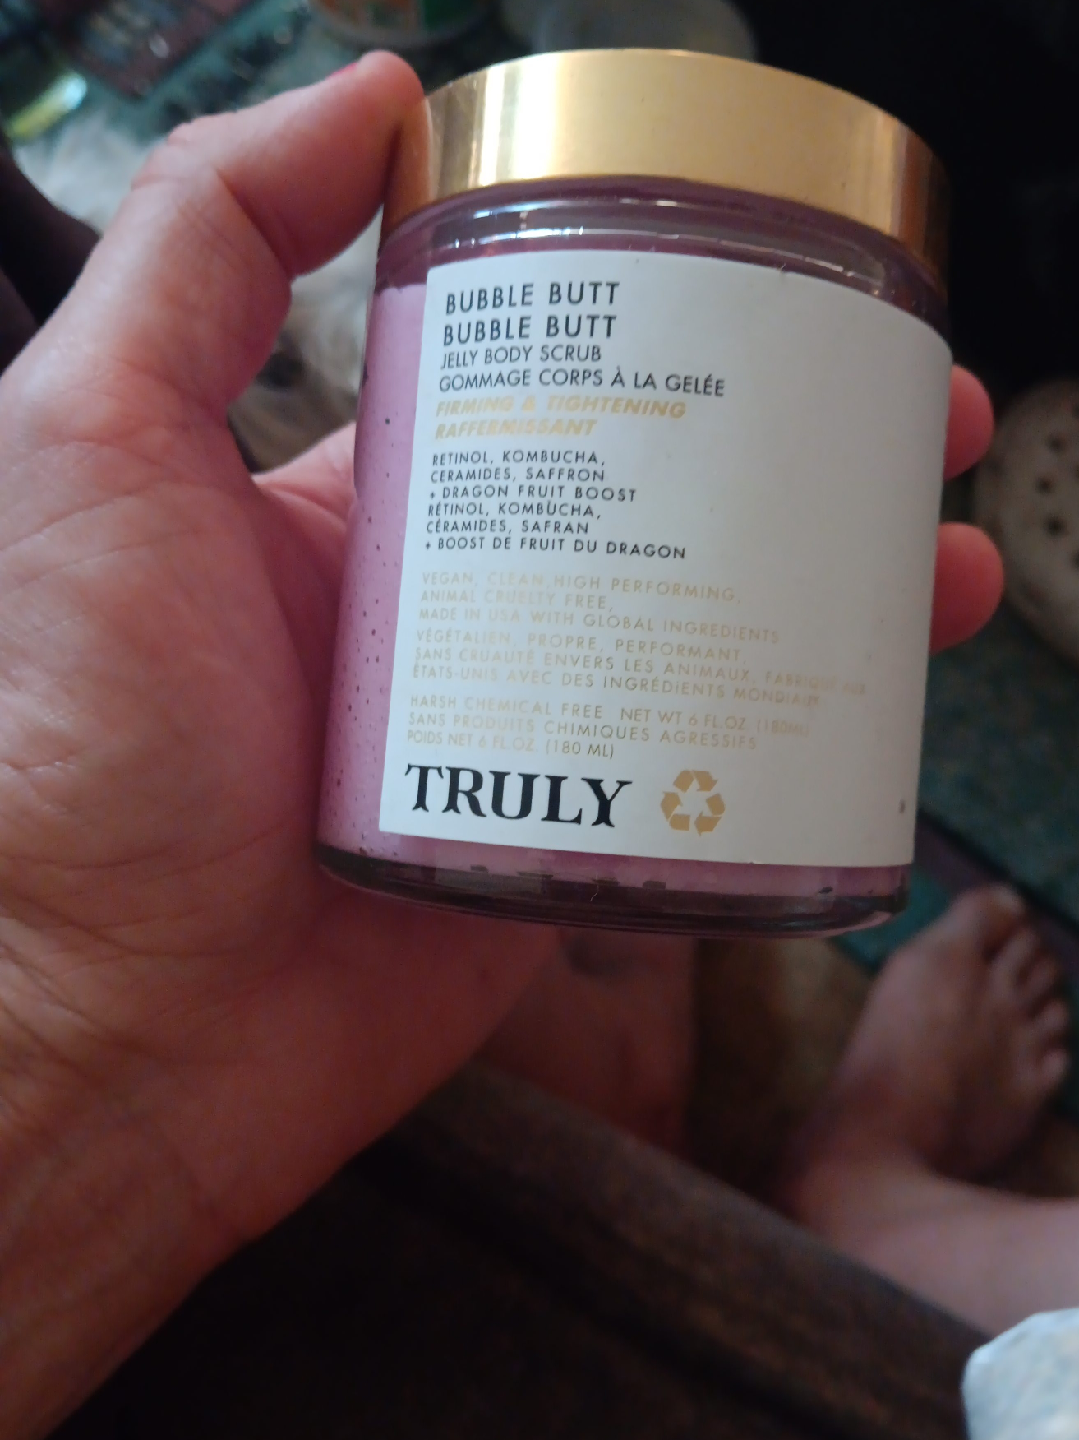 BUBBLE BUTT
BUBBLE BUTT
JELLY BODY SCRUB
GOMMAGE CORPS À LA GELÉE
FIRMING & TIGHTENING
RAFFERMISSANT
RETINOL, KOMBUCHA,
CERAMIDES, SAFFRON
+ DRAGON FRUIT BOOST
RÉTINOL, KOMBUCHA,
CÉRAMIDES, SAFRAN
+ BOOST DE FRUIT DU DRAGON
VEGAN, CLEAN, HIGH PERFORMING,
ANIMAL CRUELTY FREE,
MADE IN USA WITH GLOBAL INGREDIENTS
VÉGÉTALIEN, PROPRE, PERFORMANT,
SANS CRUAUTÉ ENVERS LES ANIMAUX, FABRIQUÉ AUX
ÉTATS-UNIS AVEC DES INGRÉDIENTS MONDIAUX
HARSH CHEMICAL FREE NET WT 6 FL.OZ. (180ML)
SANS PRODUITS CHIMIQUES AGRESSIFS
POIDS NET 6 FL.OZ. (180 ML)
TRULY